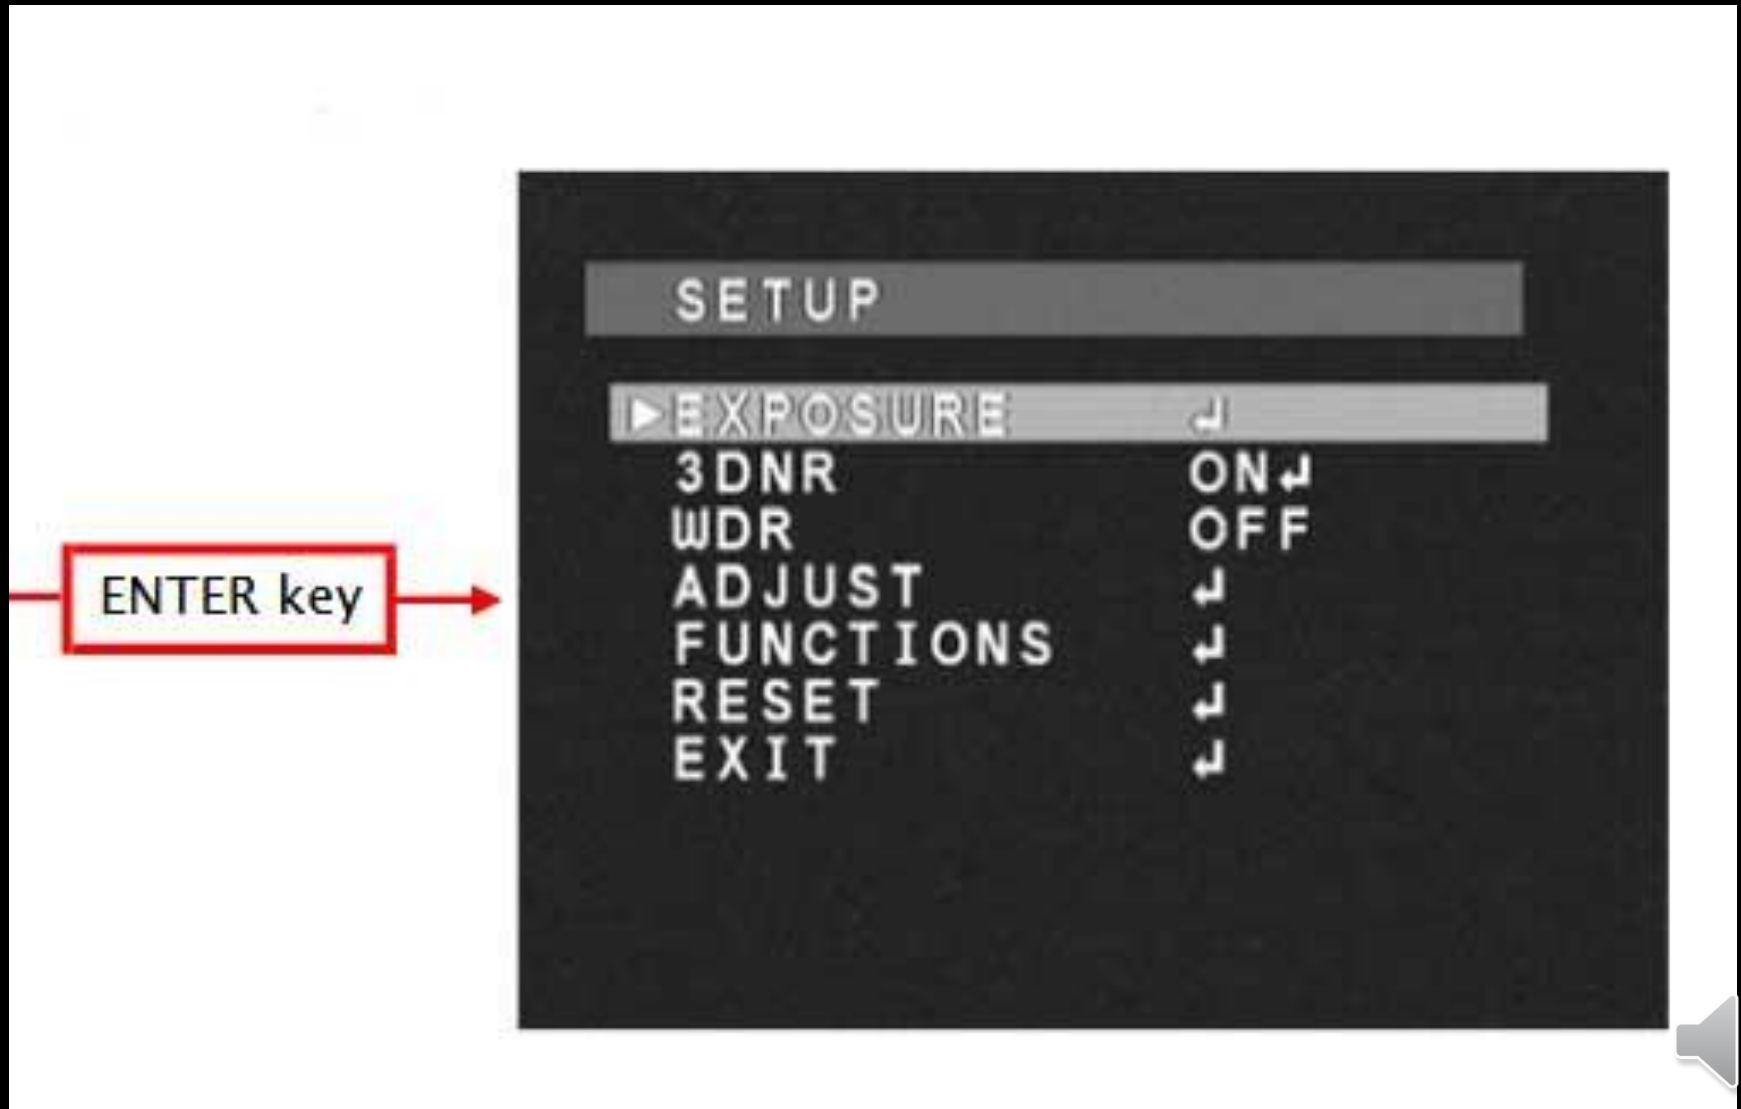 ENTER key
SETUP
►EXPOSURE ↲
3DNR ON↲
WDR OFF
ADJUST ↲
FUNCTIONS ↲
RESET ↲
EXIT ↲